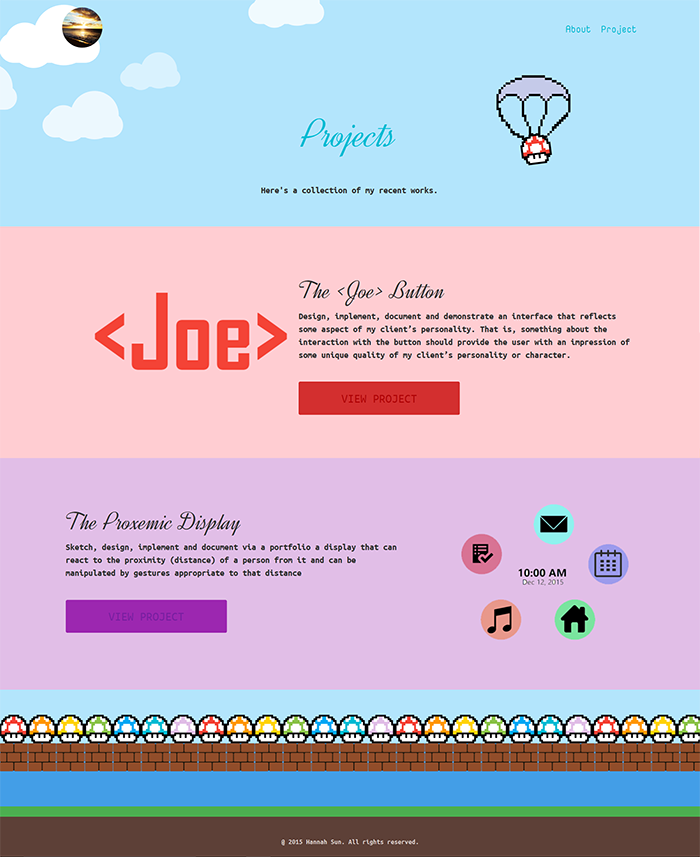 About Project
Projects
Here's a collection of my recent works.
<Joe>
The <Joe> Button
Design, implement, document and demonstrate an interface that reflects
some aspect of my client's personality. That is, something about the
interaction with the button should provide the user with an impression of
some unique quality of my client's personality or character.
VIEW PROJECT
The Proxemic Display
Sketch, design, implement and document via a portfolio a display that can
react to the proximity (distance) of a person from it and can be
manipulated by gestures appropriate to that distance
VIEW PROJECT
10:00 AM
Dec 12, 2015
@ 2015 Hannah Sun. All rights reserved.